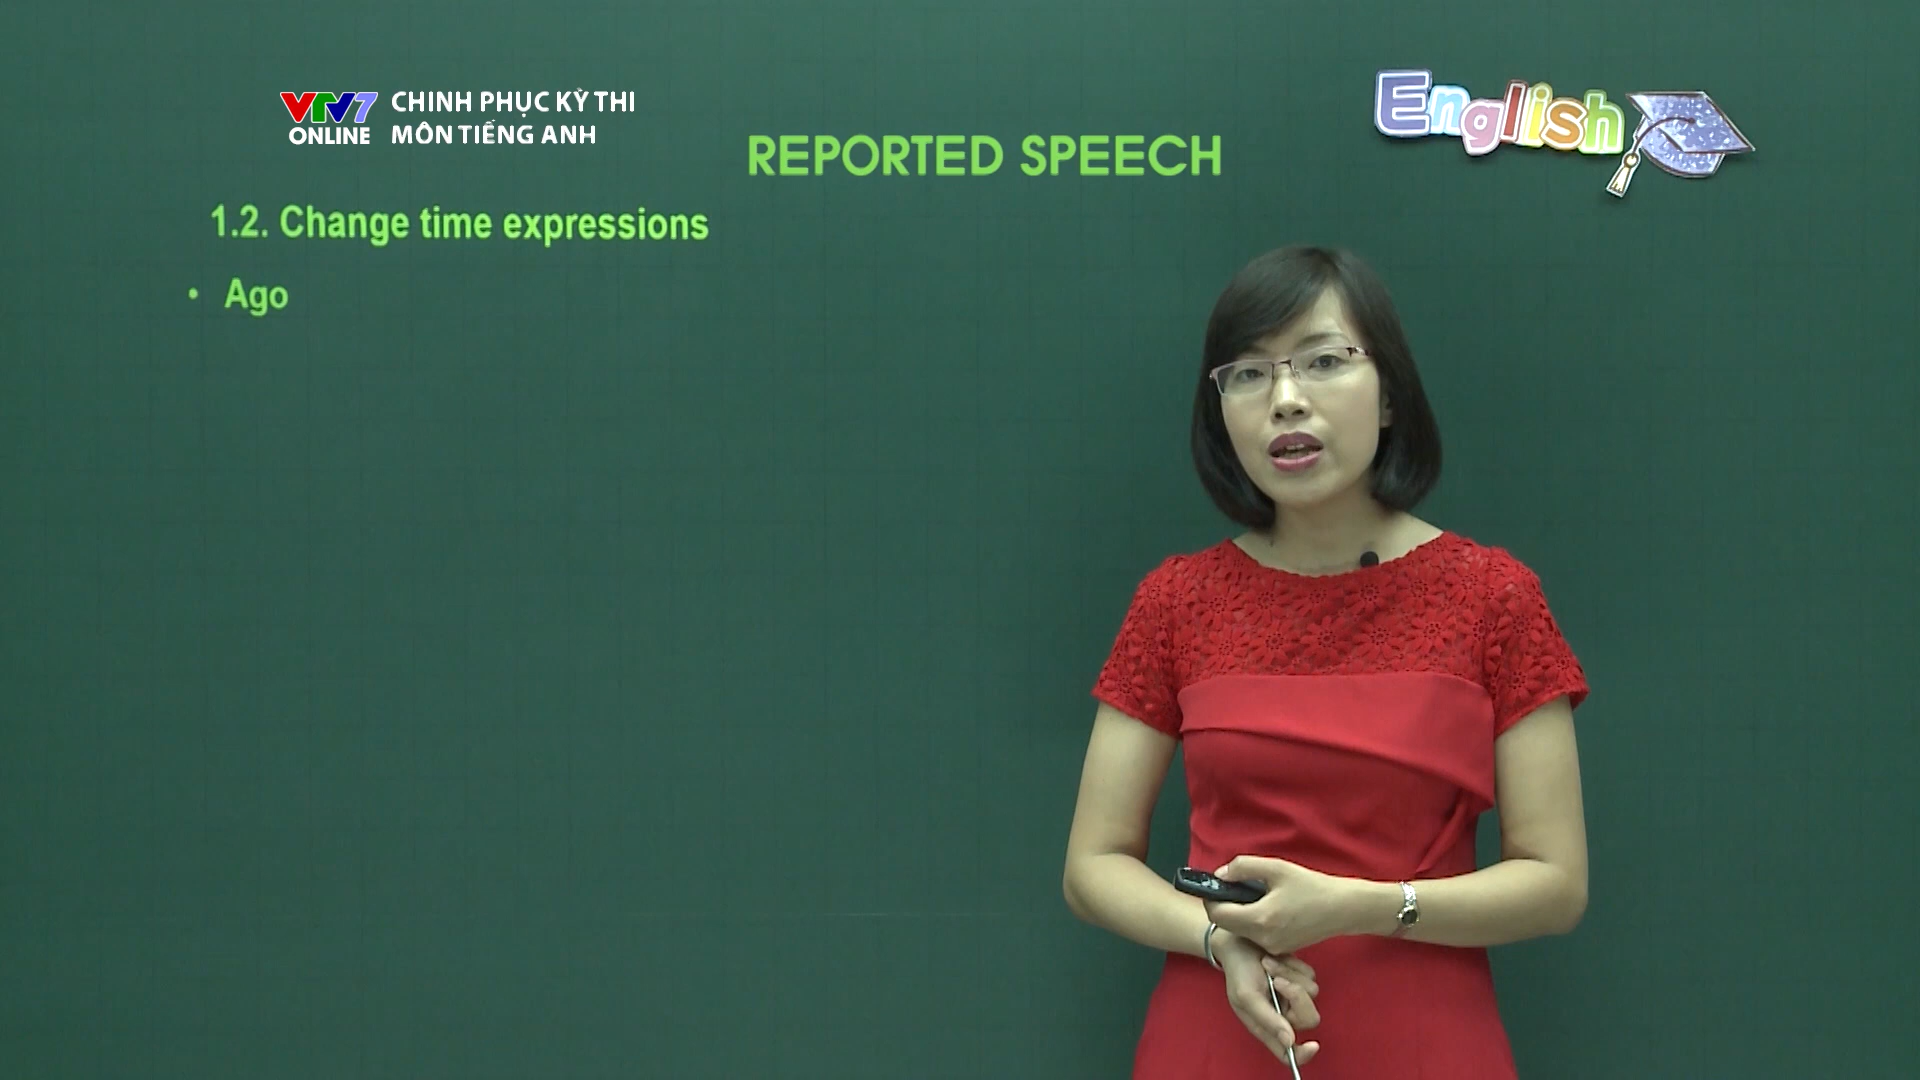 VTV7
ONLINE
CHINH PHỤC KỲ THI
MÔN TIẾNG ANH
English
REPORTED SPEECH
1.2. Change time expressions
• Ago